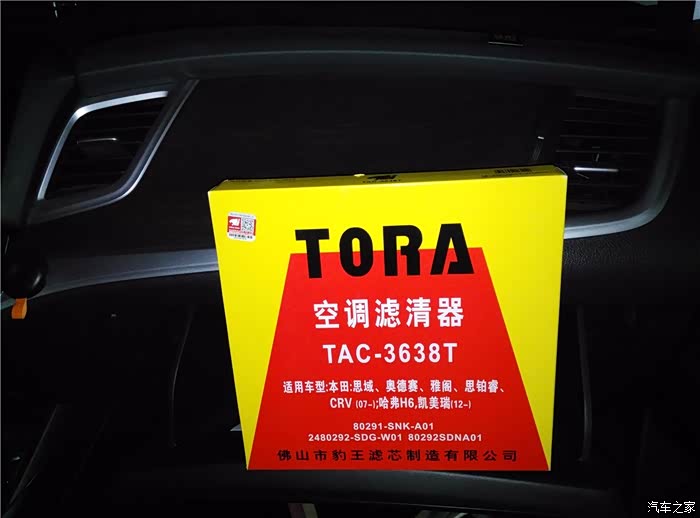 TORA
空调滤清器
TAC-3638T
适用车型:本田:思域、奥德赛、雅阁、思铂睿、
CRV (07-);哈弗H6,凯美瑞(12-)
80291-SNK-A01
2480292-SDG-W01 80292SDNA01
佛山市豹王滤芯制造有限公司
汽车之家